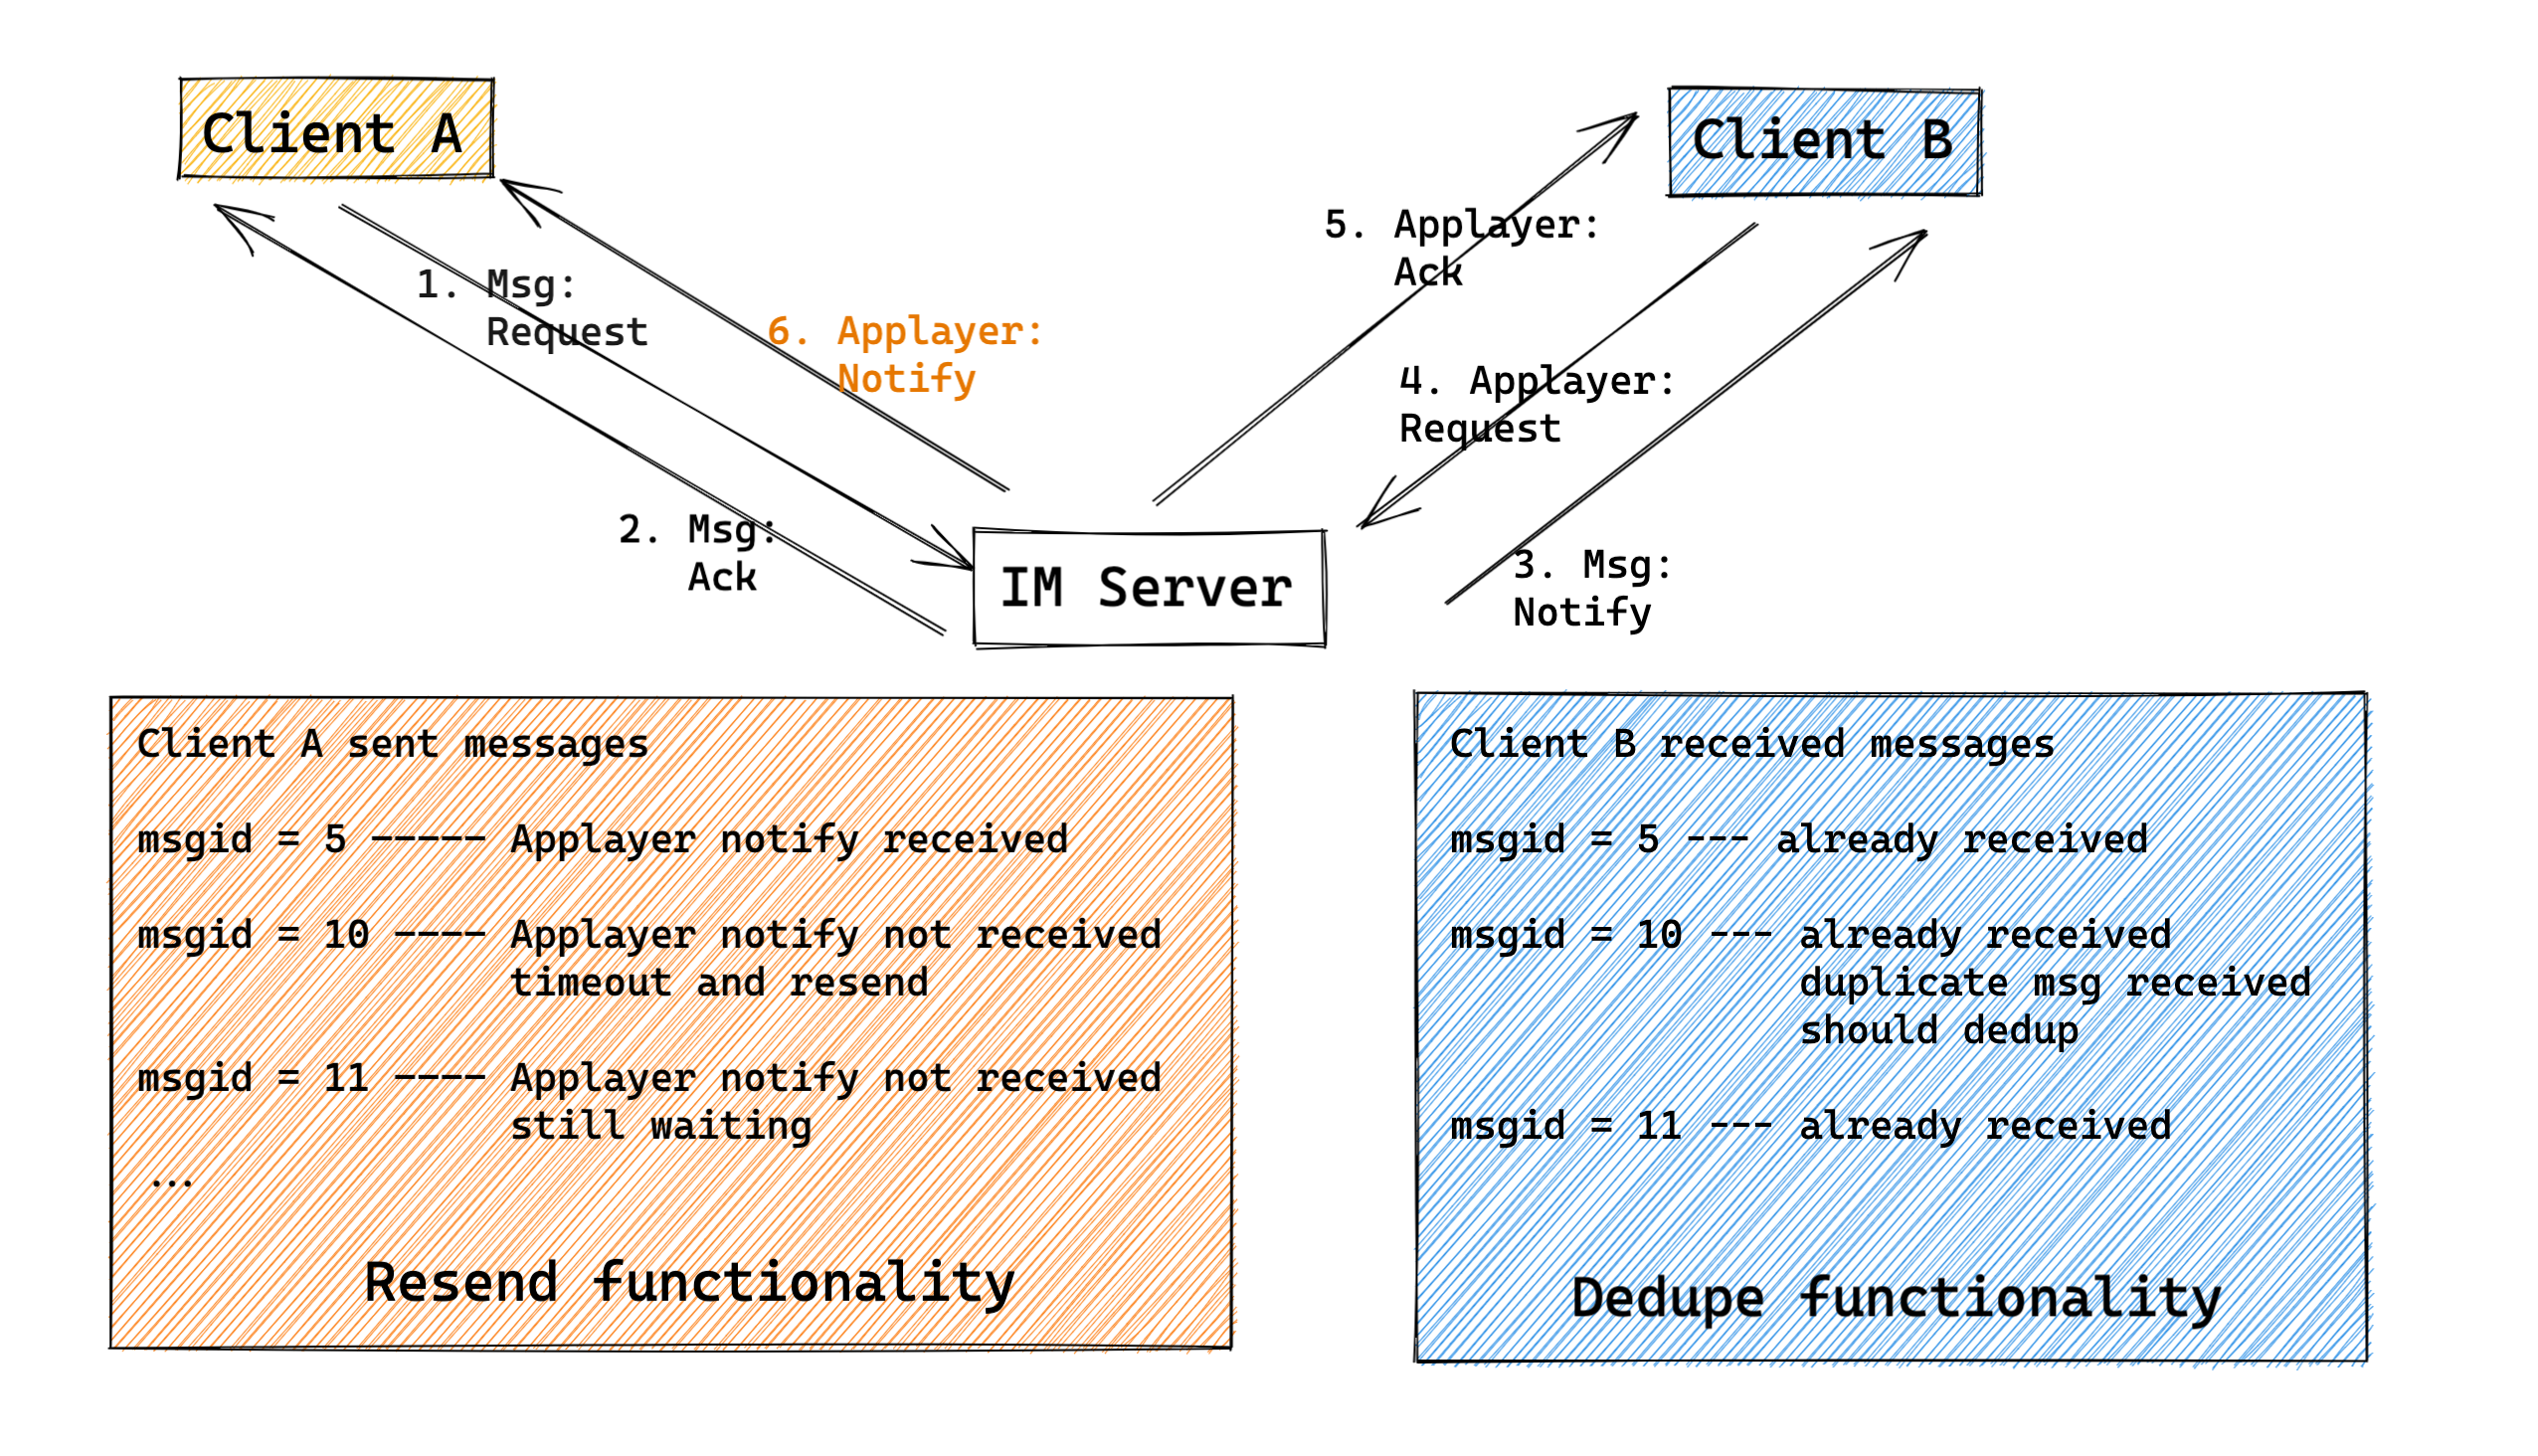 Client A
Client B
1. Msg:
Request
6. Applayer:
Notify
5. Applayer:
Ack
4. Applayer:
Request
2. Msg:
Ack
IM Server
3. Msg:
Notify
Client A sent messages
msgid = 5 ----- Applayer notify received
msgid = 10 ---- Applayer notify not received
timeout and resend
msgid = 11 ---- Applayer notify not received
still waiting
...
Resend functionality
Client B received messages
msgid = 5 --- already received
msgid = 10 --- already received
duplicate msg received
should dedup
msgid = 11 --- already received
Dedupe functionality